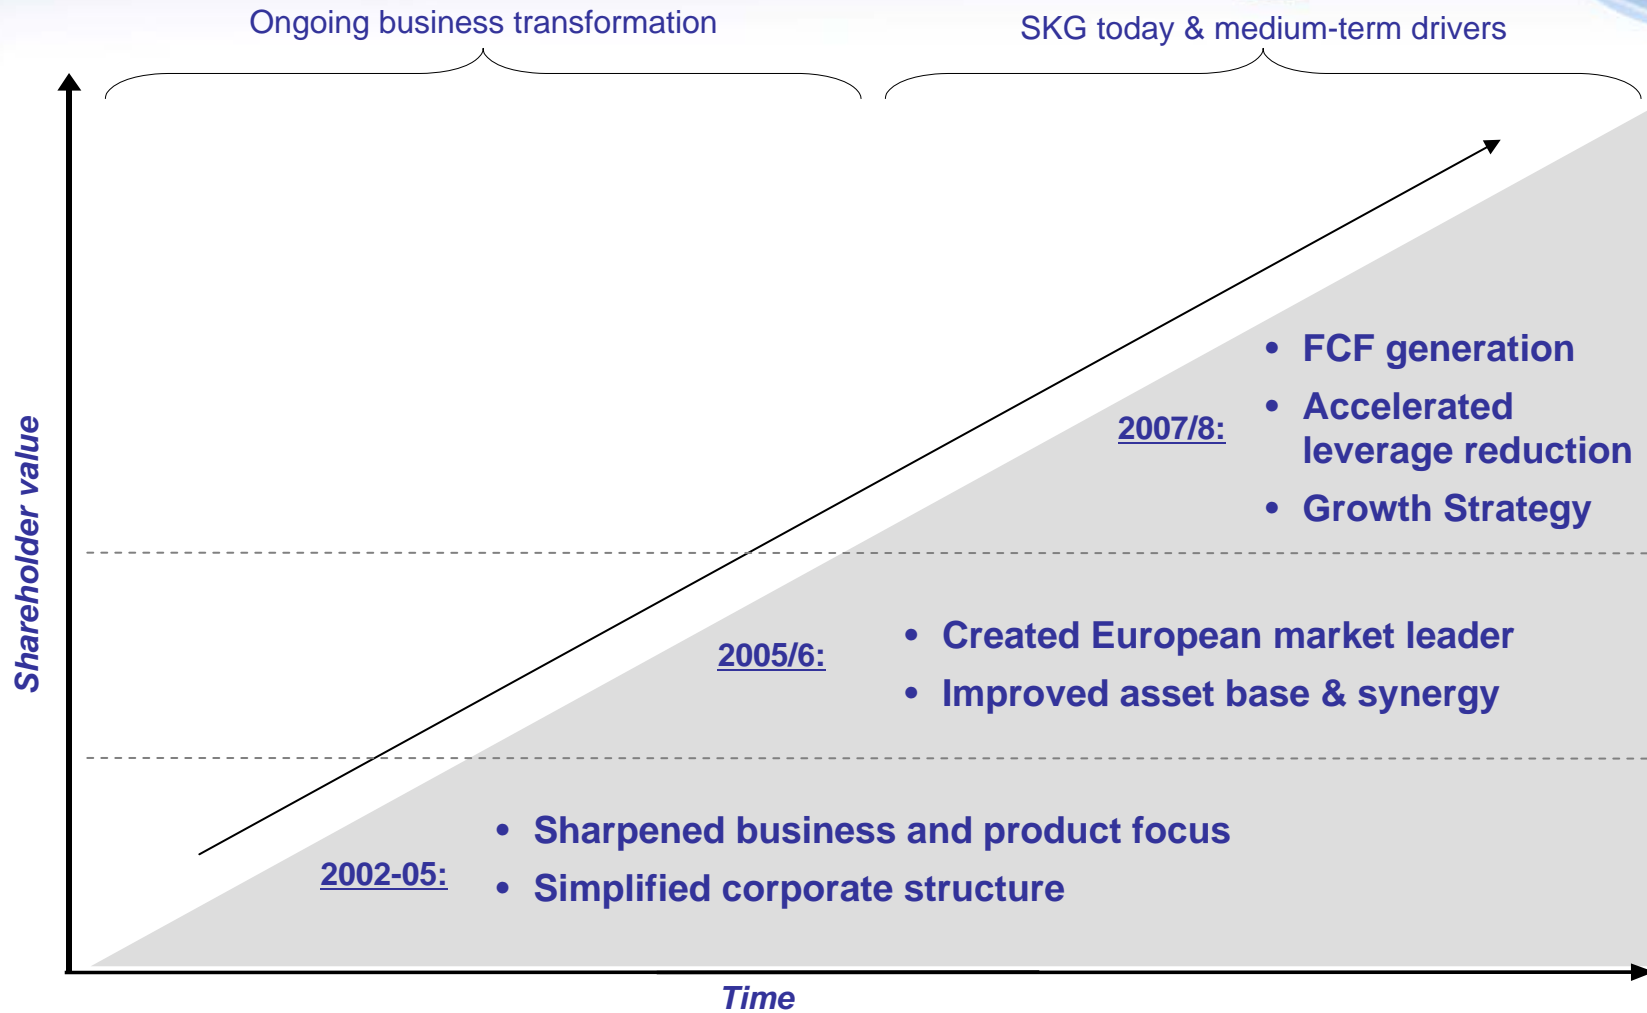 Ongoing business transformation
SKG today & medium-term drivers
Shareholder value
• FCF generation
2007/8:
• Accelerated
leverage reduction
• Growth Strategy
2005/6:
• Created European market leader
• Improved asset base & synergy
2002-05:
• Sharpened business and product focus
• Simplified corporate structure
Time